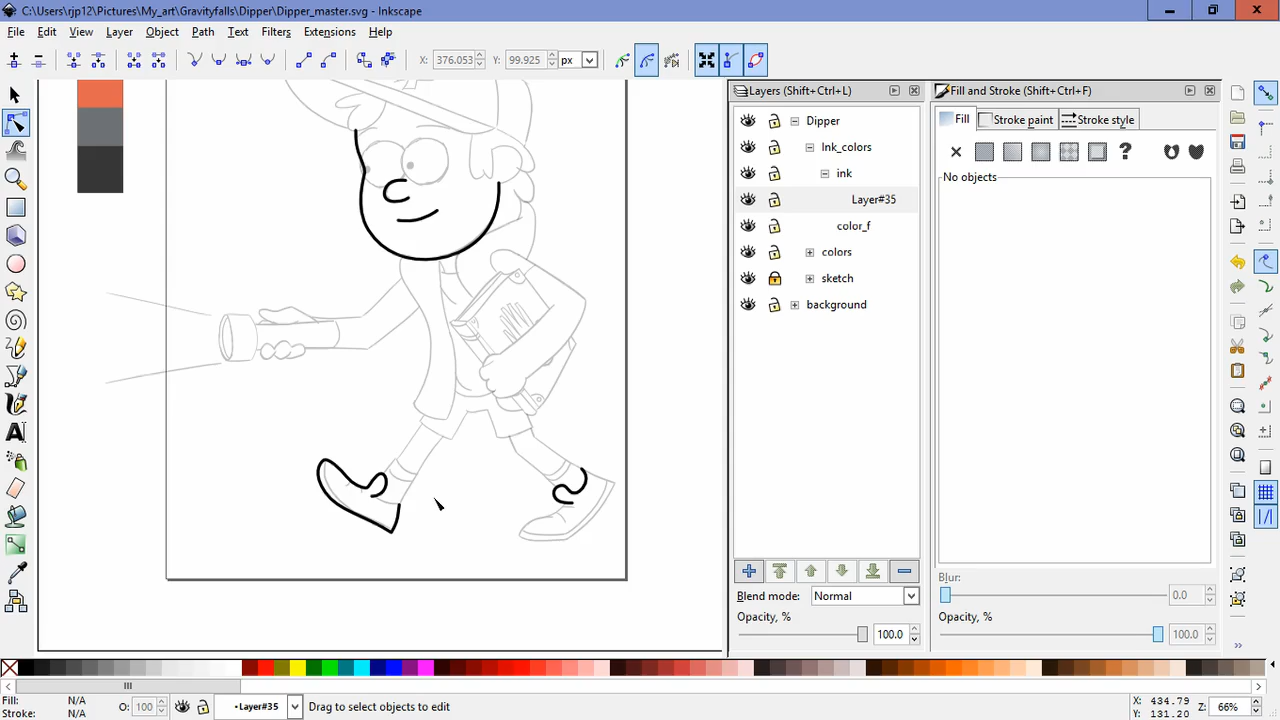 C:\Users\rjp12\Pictures\My_art\Gravityfalls\Dipper\Dipper_master.svg - Inkscape
File Edit View Layer Object Path Text Filters Extensions Help
X: 376.053 Y: 99.925 px
Layers (Shift+Ctrl+L)
Fill and Stroke (Shift+Ctrl+F)
Dipper
Ink_colors
ink
Layer#35
color_f
colors
sketch
background
Fill Stroke paint Stroke style
?
No objects
Blend mode: Normal
Opacity, %
100.0
Blur:
0.0
Opacity, %
100.0
Fill: N/A
Stroke: N/A
O: 100
•Layer#35
Drag to select objects to edit
X: 434.79
Y: 131.20
Z: 66%